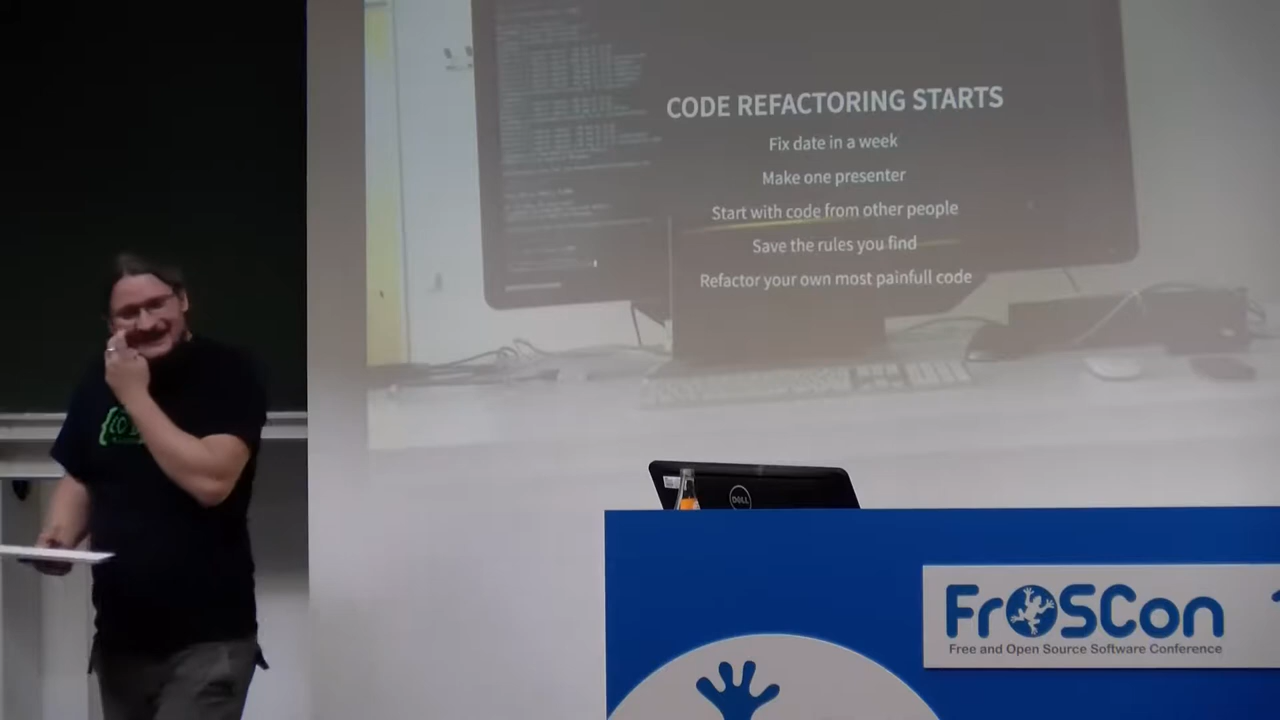 CODE REFACTORING STARTS
Fix date in a week
Make one presenter
Start with code from other people
Save the rules you find
Refactor your own most painfull code
DELL
FrOSCon
Free and Open Source Software Conference